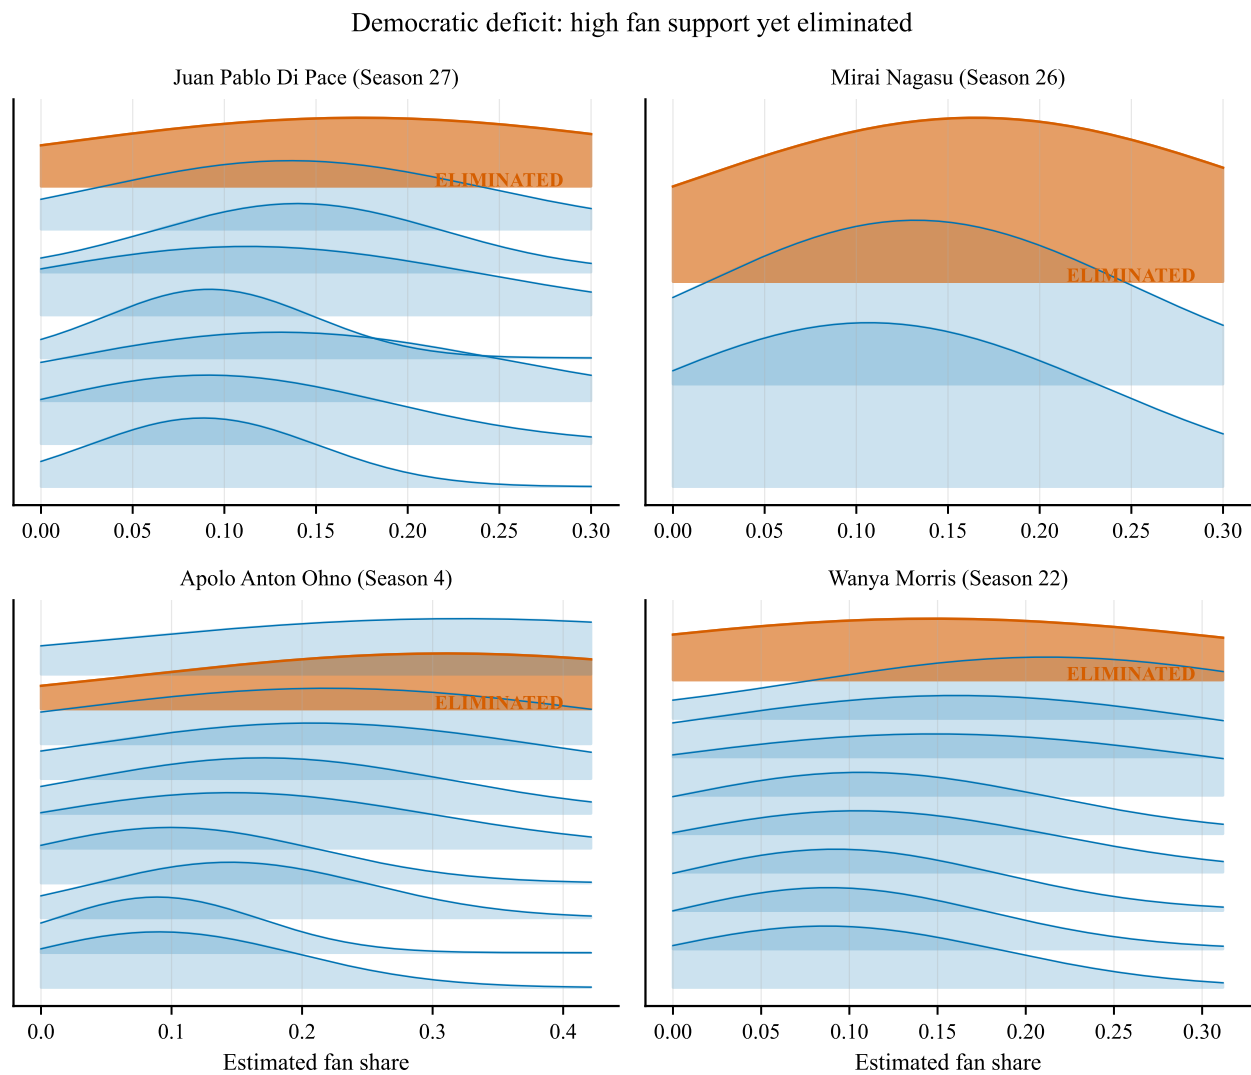 Democratic deficit: high fan support yet eliminated
Juan Pablo Di Pace (Season 27)
ELIMINATED
0.00 0.05 0.10 0.15 0.20 0.25 0.30
Mirai Nagasu (Season 26)
ELIMINATED
0.00 0.05 0.10 0.15 0.20 0.25 0.30
Apolo Anton Ohno (Season 4)
ELIMINATED
0.0 0.1 0.2 0.3 0.4
Estimated fan share
Wanya Morris (Season 22)
ELIMINATED
0.00 0.05 0.10 0.15 0.20 0.25 0.30
Estimated fan share